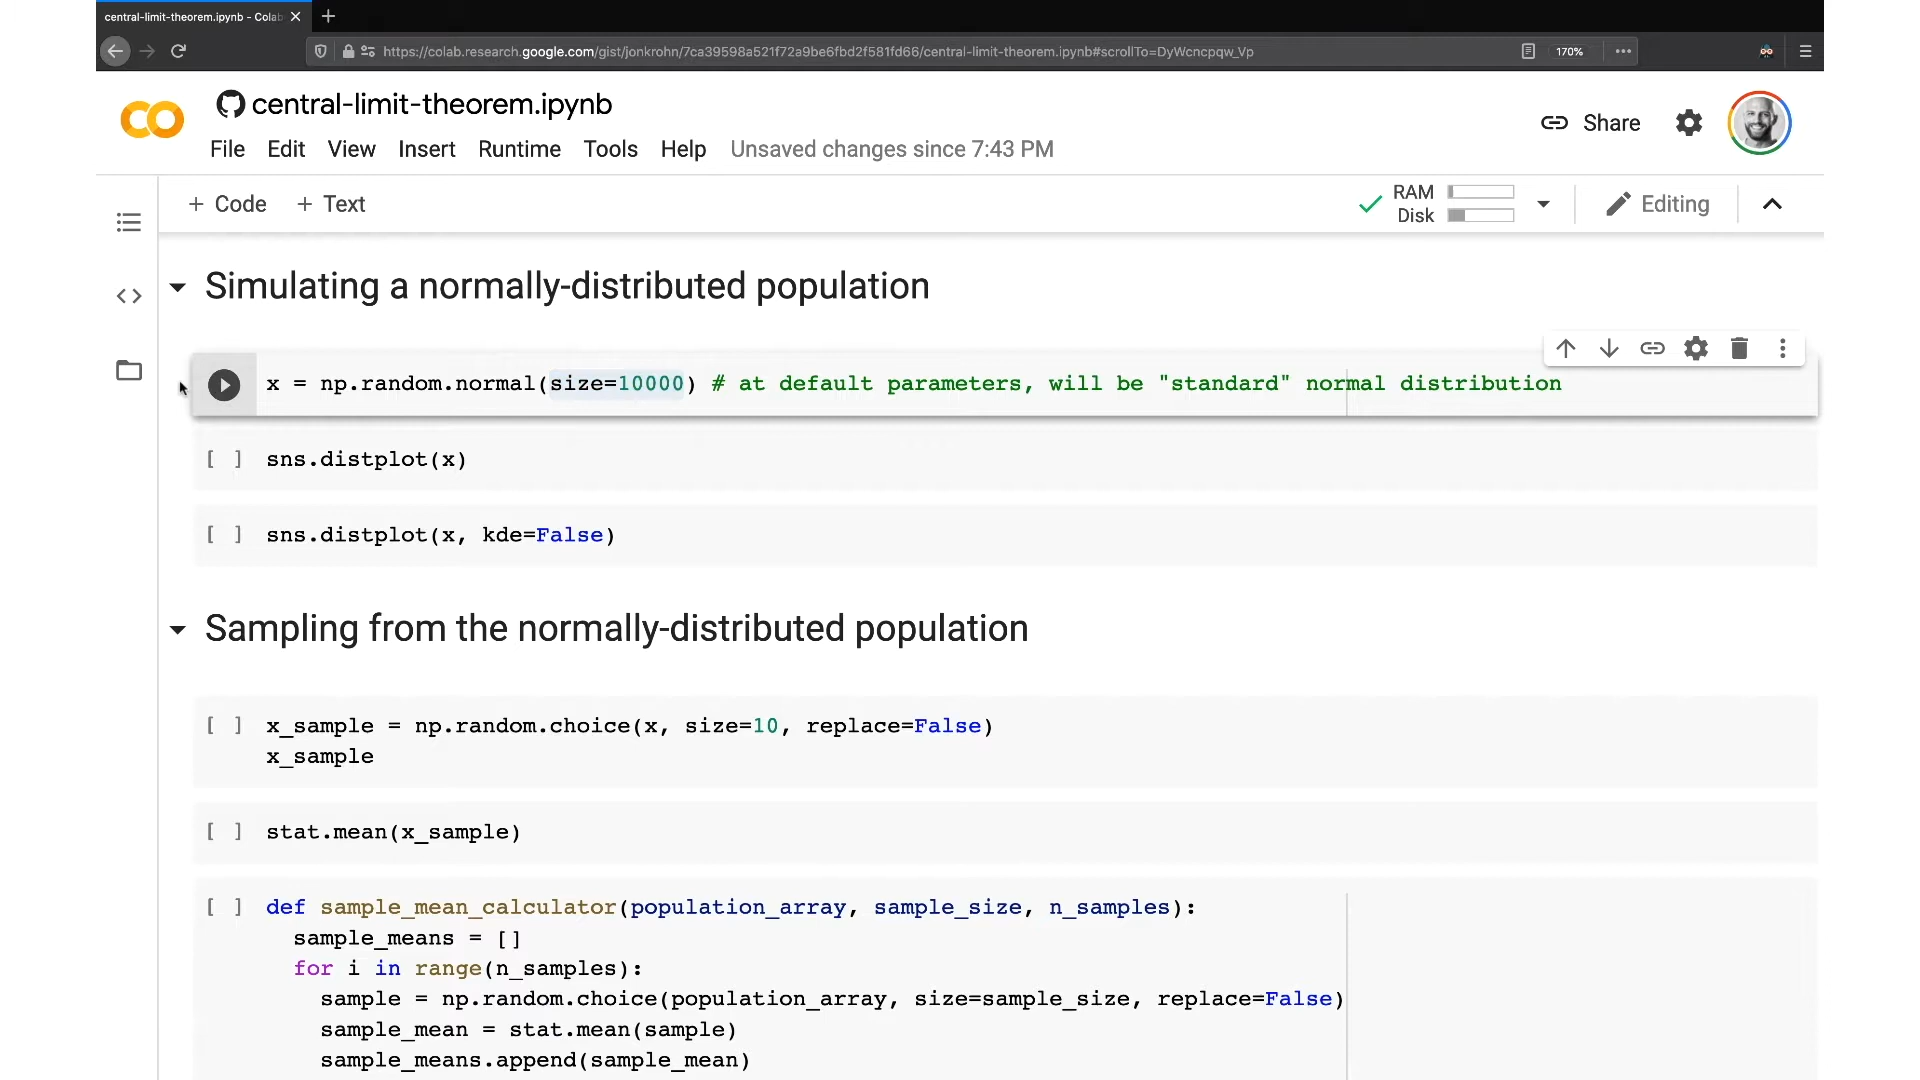 central-limit-theorem.ipynb - Colab
https://colab.research.google.com/gist/jonkrohn/7ca39598a521f72a9be6fbd2f581fd66/central-limit-theorem.ipynb#scrollTo=DyWcncpqw_Vp
170%
central-limit-theorem.ipynb
Share
File Edit View Insert Runtime Tools Help Unsaved changes since 7:43 PM
+ Code + Text
RAM
Disk
Editing
Simulating a normally-distributed population
x = np.random.normal(size=10000) # at default parameters, will be "standard" normal distribution
[ ] sns.distplot(x)
[ ] sns.distplot(x, kde=False)
Sampling from the normally-distributed population
[ ] x_sample = np.random.choice(x, size=10, replace=False)
x_sample
[ ] stat.mean(x_sample)
[ ] def sample_mean_calculator(population_array, sample_size, n_samples):
sample_means = []
for i in range(n_samples):
sample = np.random.choice(population_array, size=sample_size, replace=False)
sample_mean = stat.mean(sample)
sample_means.append(sample_mean)